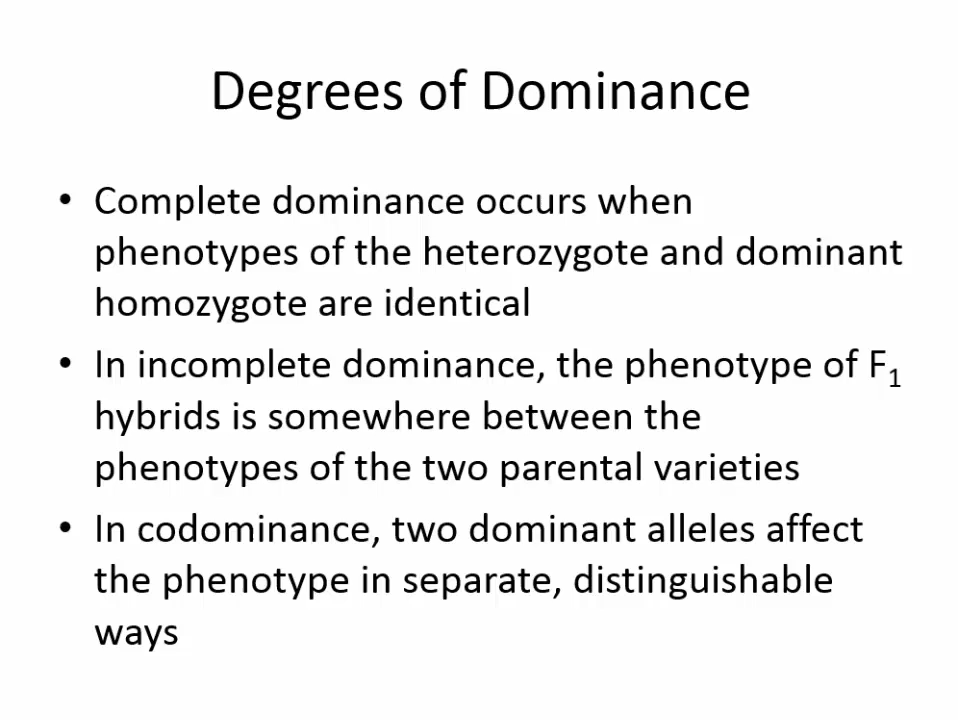 Degrees of Dominance
• Complete dominance occurs when
phenotypes of the heterozygote and dominant
homozygote are identical
• In incomplete dominance, the phenotype of F₁
hybrids is somewhere between the
phenotypes of the two parental varieties
• In codominance, two dominant alleles affect
the phenotype in separate, distinguishable
ways